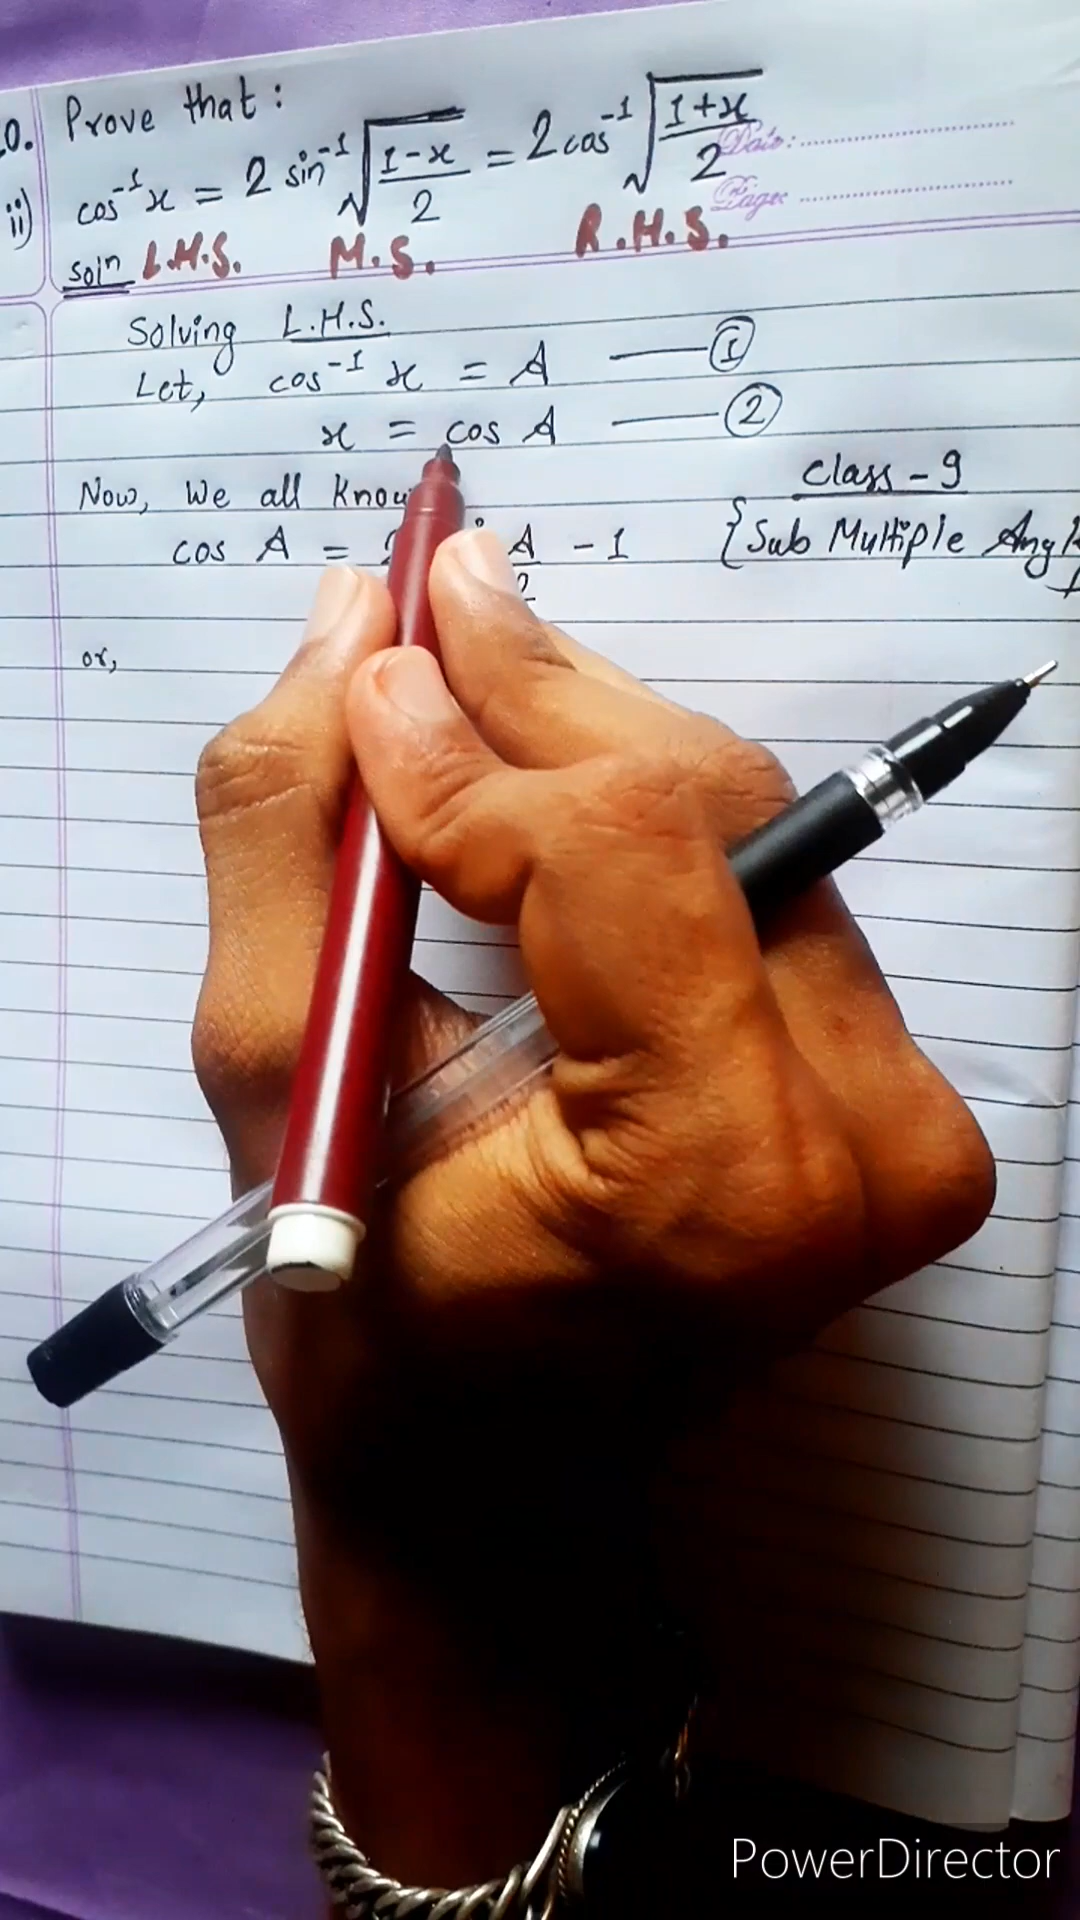 0. Prove that :
ii) cos⁻¹x = 2 sin⁻¹√((1-x)/2) = 2 cos⁻¹√((1+x)/2)
Date:
Page:
Soln L.H.S. M.S. R.H.S.
Solving L.H.S.
Let, cos⁻¹ x = A —— ①
x = cos A —— ②
Now, We all
Class - 9
cos A = A/2 - 1 {Sub Multiple
or,
PowerDirector